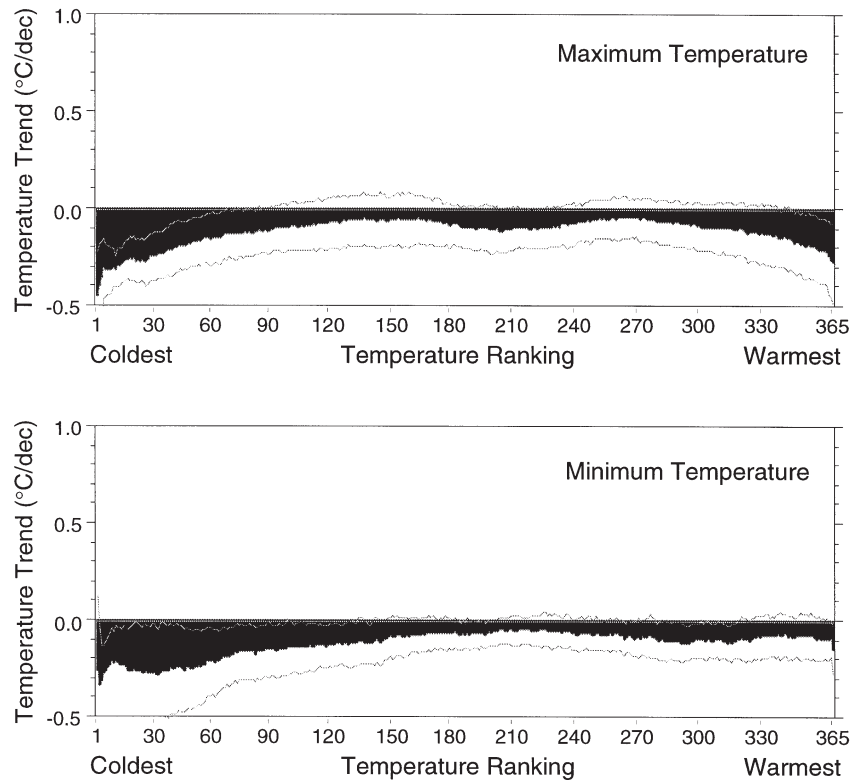 1.0
Maximum Temperature
0.5
0.0
-0.5
Temperature Trend (°C/dec)
1 30 60 90 120 150 180 210 240 270 300 330 365
Coldest Temperature Ranking Warmest
1.0
Minimum Temperature
0.5
0.0
-0.5
Temperature Trend (°C/dec)
1 30 60 90 120 150 180 210 240 270 300 330 365
Coldest Temperature Ranking Warmest